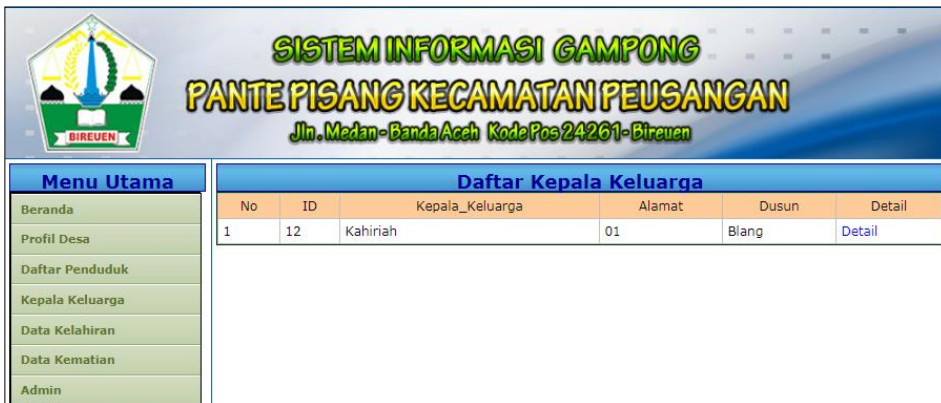 SISTEM INFORMASI GAMPONG
PANTE PISANG KECAMATAN PEUSANGAN
Jln. Medan - Banda Aceh Kode Pos 24261 - Bireuen
BIREUEN
Menu Utama
Beranda
Profil Desa
Daftar Penduduk
Kepala Keluarga
Data Kelahiran
Data Kematian
Admin
Daftar Kepala Keluarga
No ID Kepala_Keluarga Alamat Dusun Detail
1 12 Kahiriah 01 Blang Detail